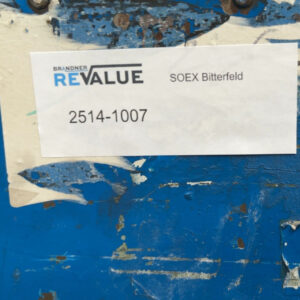 BRANDNER
REVALUE SOEX Bitterfeld
2514-1007